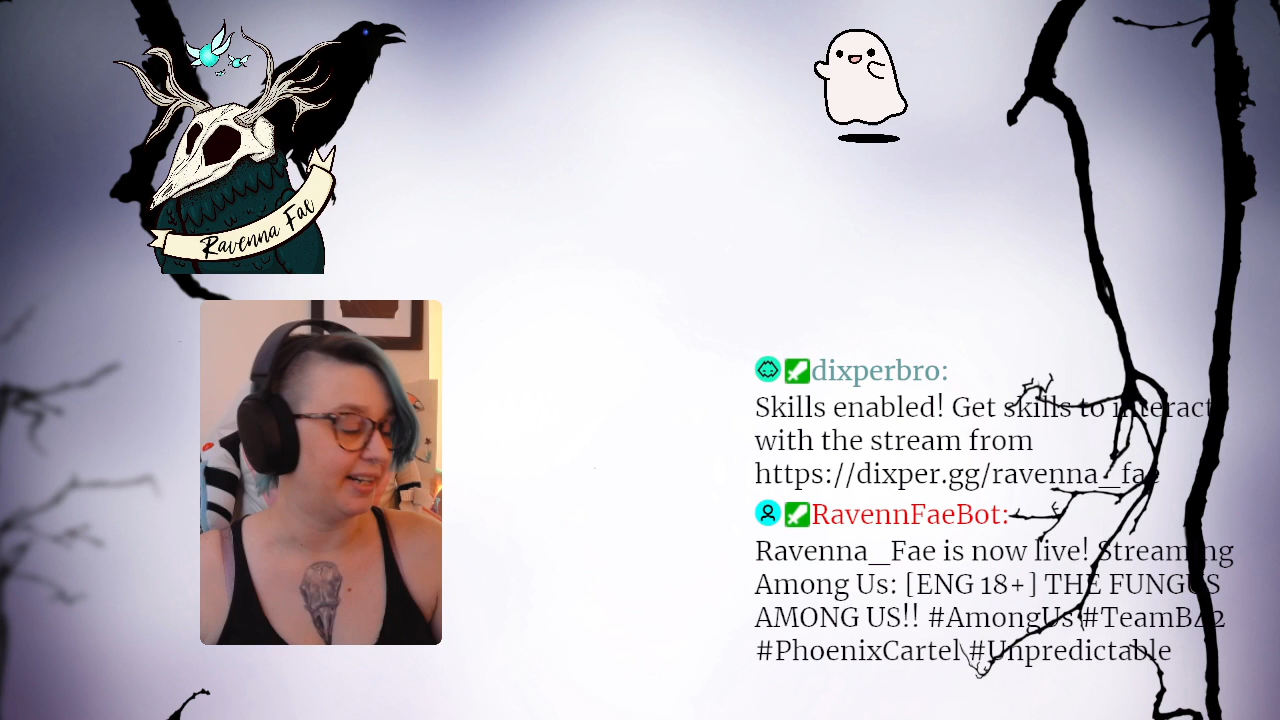 Ravenna Fae
dixperbro:
Skills enabled! Get skills to interact
with the stream from
https://dixper.gg/ravenna_fae
RavennFaeBot:
Ravenna_Fae is now live! Streaming
Among Us: [ENG 18+] THE FUNGUS
AMONG US!! #AmongUs #TeamB42
#PhoenixCartel #Unpredictable